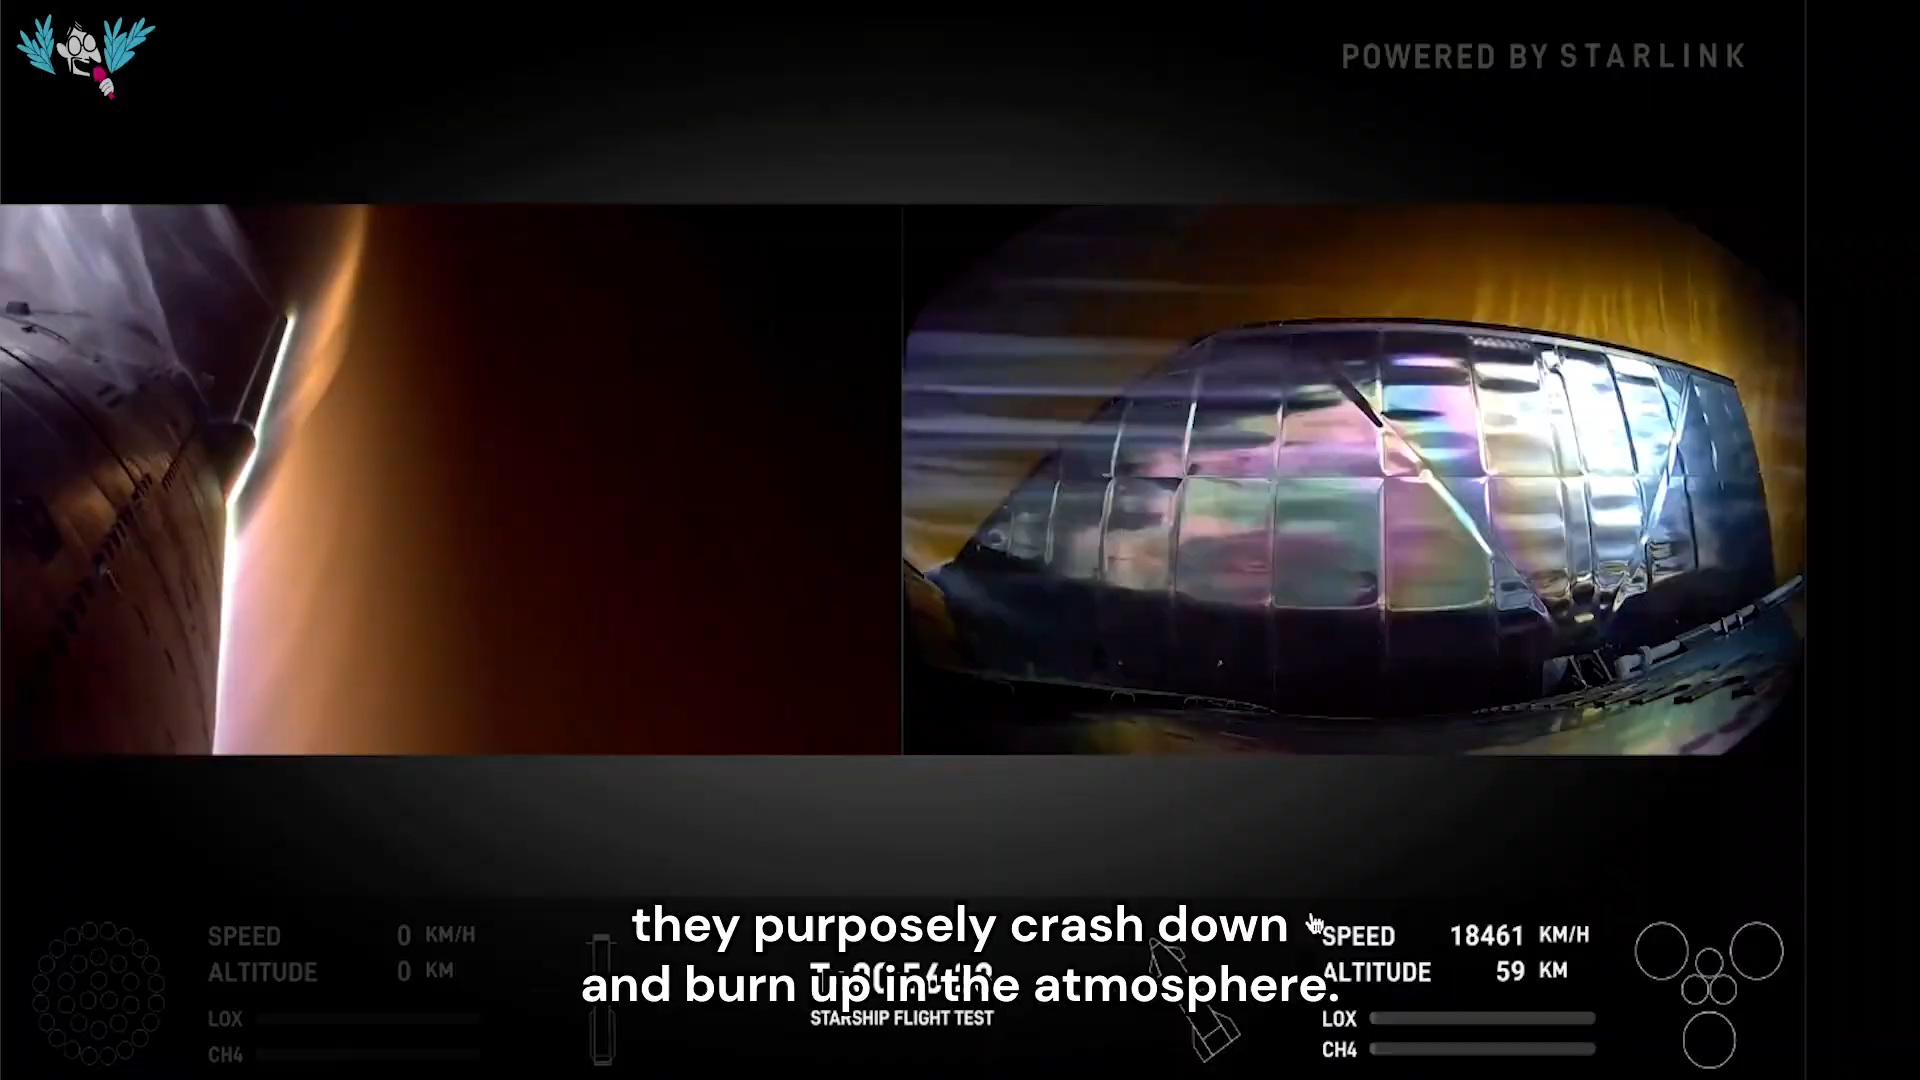 POWERED BY STARLINK
they purposely crash down
and burn up in the atmosphere.
SPEED 0 KM/H
ALTITUDE 0 KM
LOX
CH4
STARSHIP FLIGHT TEST
SPEED 18461 KM/H
ALTITUDE 59 KM
LOX
CH4